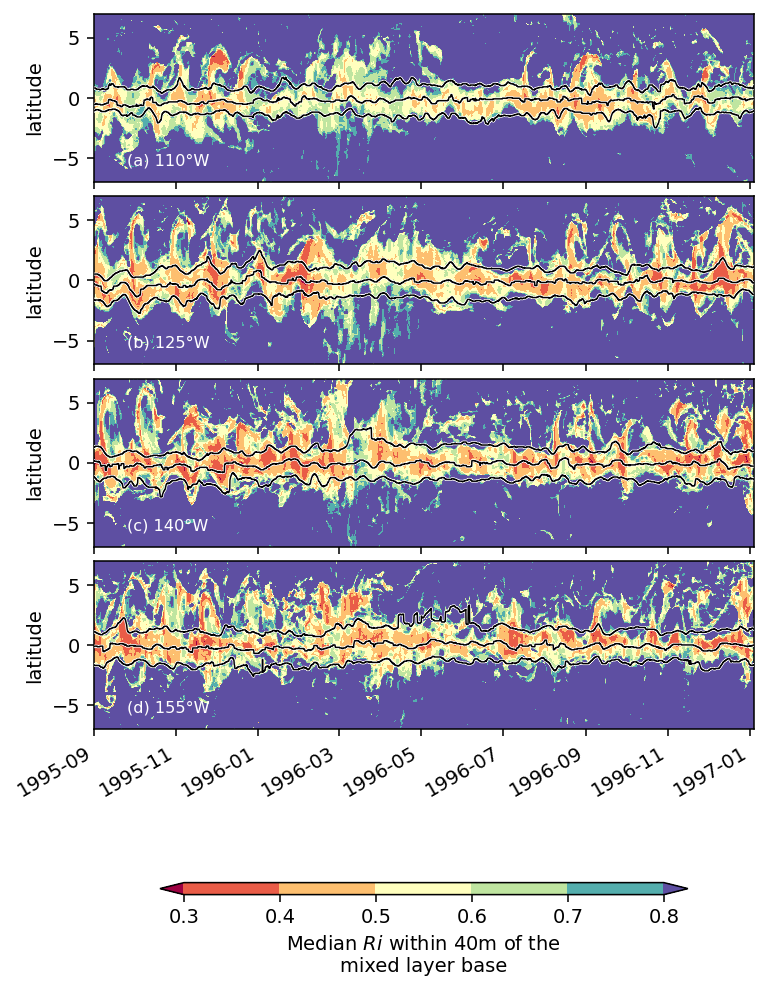 5
0
−5
latitude
(a) 110°W
5
0
−5
latitude
(b) 125°W
5
0
−5
latitude
(c) 140°W
5
0
−5
latitude
(d) 155°W
1995-09 1995-11 1996-01 1996-03 1996-05 1996-07 1996-09 1996-11 1997-01
0.3 0.4 0.5 0.6 0.7 0.8
Median Ri within 40m of the
mixed layer base